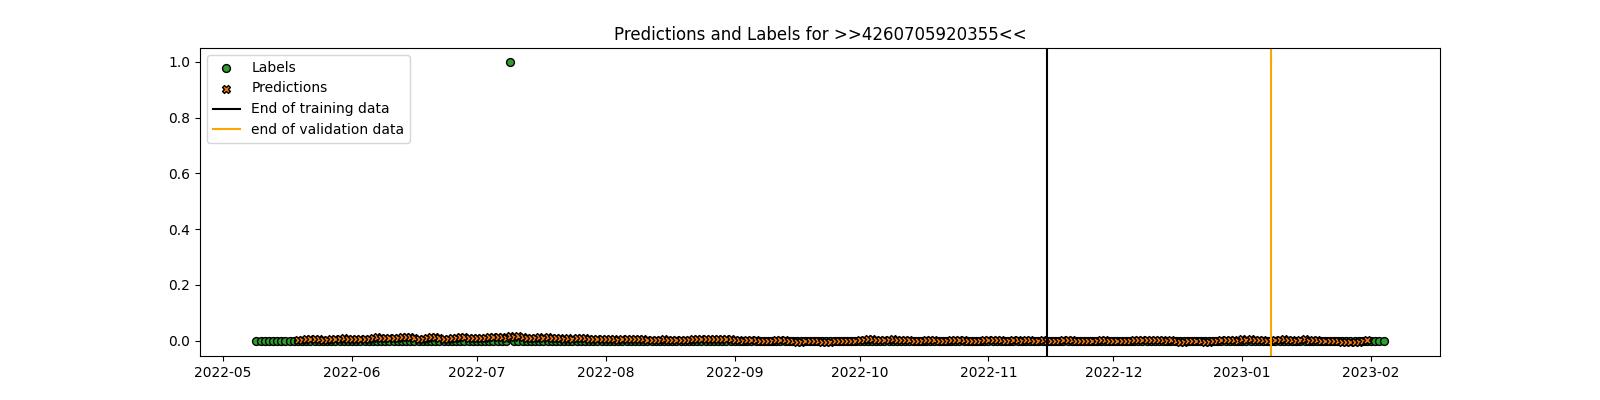 Predictions and Labels for >>4260705920355<<
Labels
Predictions
End of training data
end of validation data
1.0
0.8
0.6
0.4
0.2
0.0
2022-05 2022-06 2022-07 2022-08 2022-09 2022-10 2022-11 2022-12 2023-01 2023-02